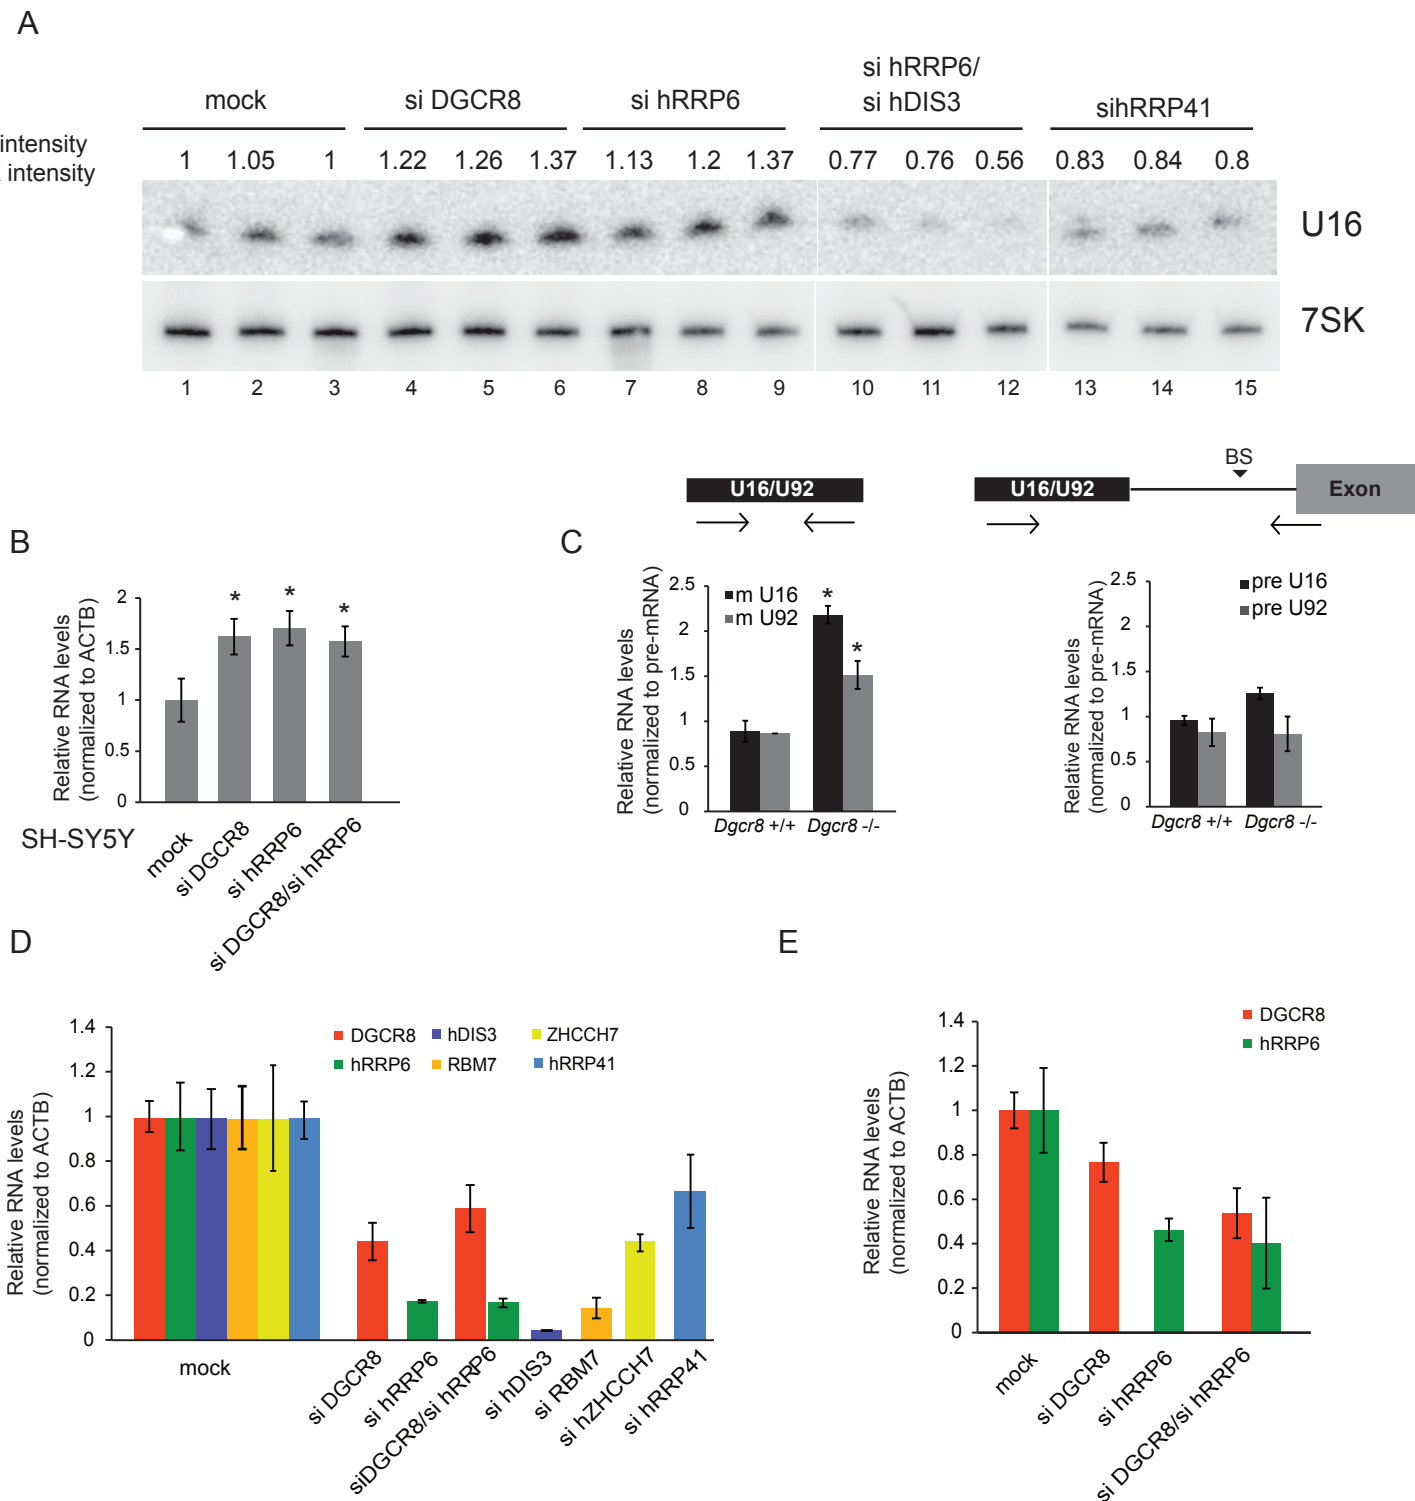 A
mock
si DGCR8
si hRRP6
si hRRP6/
si hDIS3
sihRRP41
intensity
intensity
1 1.05 1 1.22 1.26 1.37 1.13 1.2 1.37 0.77 0.76 0.56 0.83 0.84 0.8
U16
7SK
1 2 3 4 5 6 7 8 9 10 11 12 13 14 15
B
Relative RNA levels
(normalized to ACTB)
2
1.5
1
0.5
0
* * *
SH-SY5Y
mock
si DGCR8
si hRRP6
si DGCR8/si hRRP6
C
U16/U92
U16/U92
BS
Exon
Relative RNA levels
(normalized to pre-mRNA)
2.5
2
1.5
1
0.5
0
m U16
m U92
* *
Dgcr8 +/+ Dgcr8 -/-
Relative RNA levels
(normalized to pre-mRNA)
2.5
2
1.5
1
0.5
0
pre U16
pre U92
Dgcr8 +/+ Dgcr8 -/-
D
Relative RNA levels
(normalized to ACTB)
1.4
1.2
1
0.8
0.6
0.4
0.2
0
DGCR8 hDIS3 ZHCCH7
hRRP6 RBM7 hRRP41
mock
si DGCR8
si hRRP6
siDGCR8/si hRRP6
si hDIS3
si RBM7
si hZHCCH7
si hRRP41
E
Relative RNA levels
(normalized to ACTB)
1.4
1.2
1
0.8
0.6
0.4
0.2
0
DGCR8
hRRP6
mock
si DGCR8
si hRRP6
si DGCR8/si hRRP6